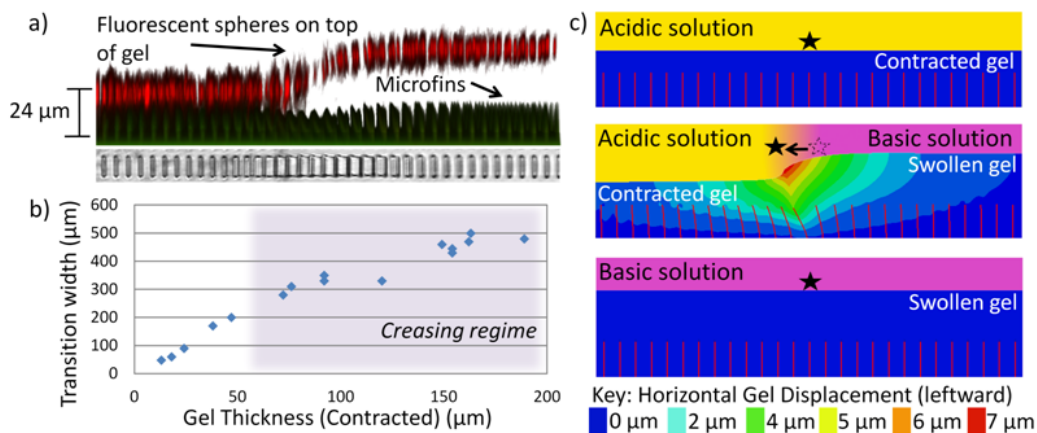 a)
Fluorescent spheres on top
of gel
Microfins
24 μm
b)
Transition width (μm)
600
500
400
300
200
100
0
0
50
100
150
200
Creasing regime
Gel Thickness (Contracted) (μm)
c)
Acidic solution
Contracted gel
Acidic solution
Basic solution
Swollen gel
Contracted gel
Basic solution
Swollen gel
Key: Horizontal Gel Displacement (leftward)
0 μm 2 μm 4 μm 5 μm 6 μm 7 μm